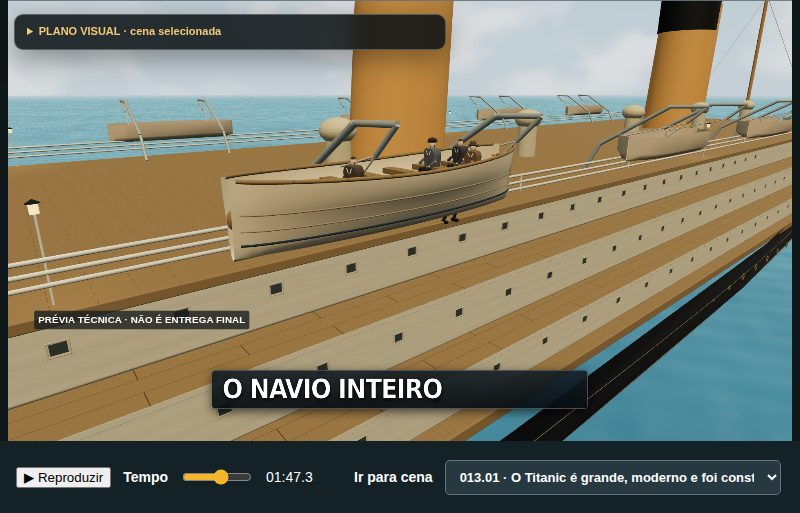 ▶ PLANO VISUAL · cena selecionada
PRÉVIA TÉCNICA · NÃO É ENTREGA FINAL
O NAVIO INTEIRO
▶ Reproduzir Tempo 01:47.3 Ir para cena 013.01 · O Titanic é grande, moderno e foi const